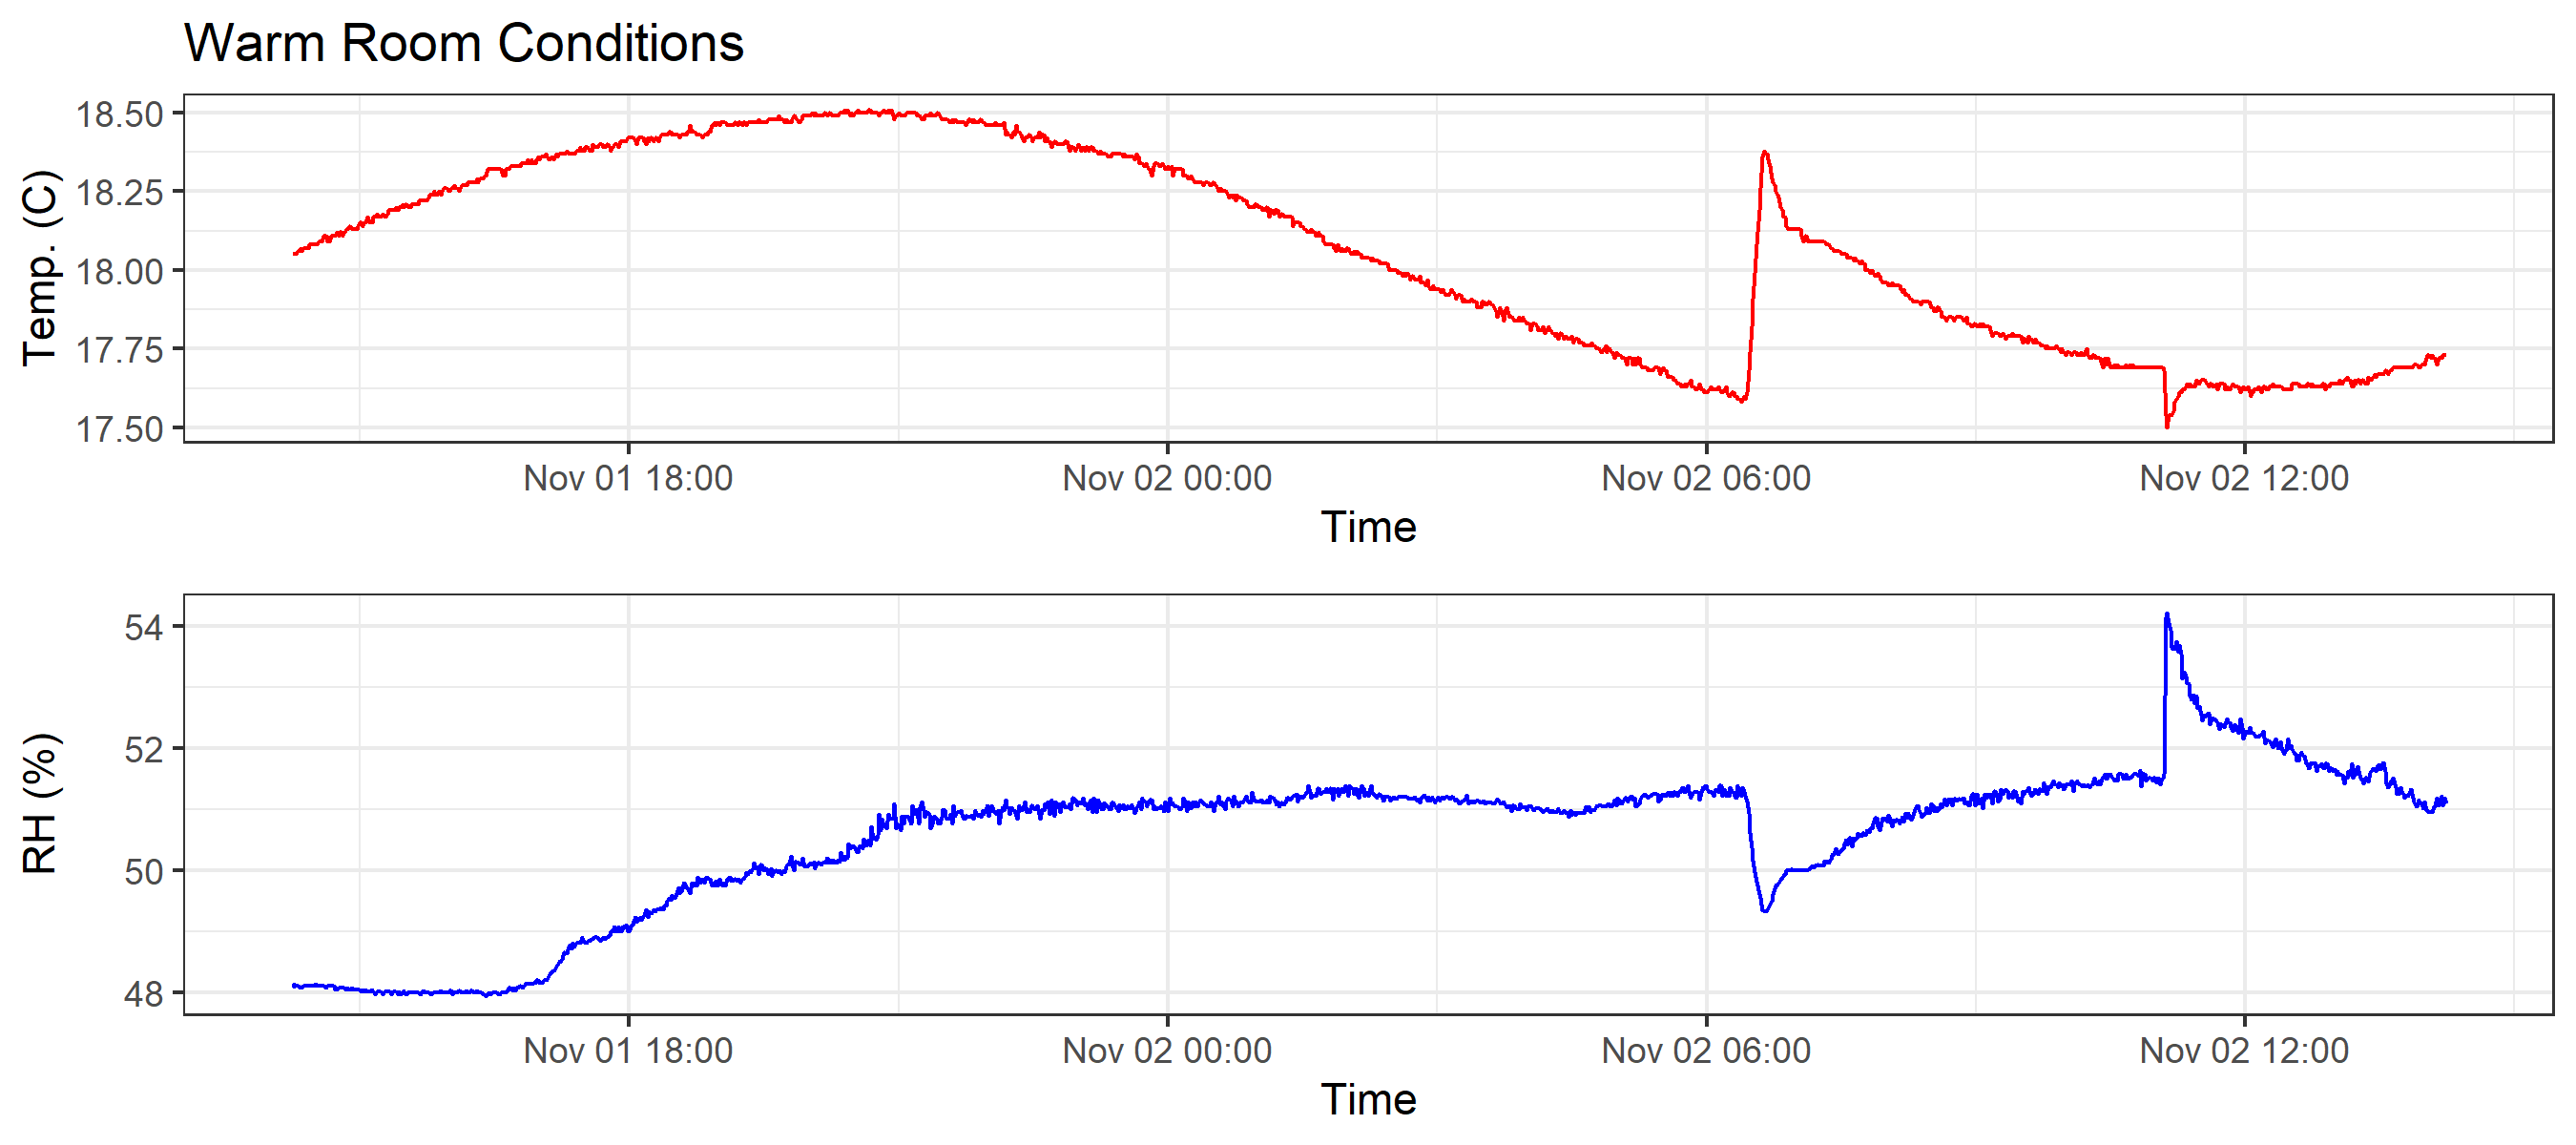 Warm Room Conditions
18.50
18.25
18.00
17.75
17.50
Temp. (C)
Nov 01 18:00 Nov 02 00:00 Nov 02 06:00 Nov 02 12:00
Time
54
52
50
48
RH (%)
Nov 01 18:00 Nov 02 00:00 Nov 02 06:00 Nov 02 12:00
Time